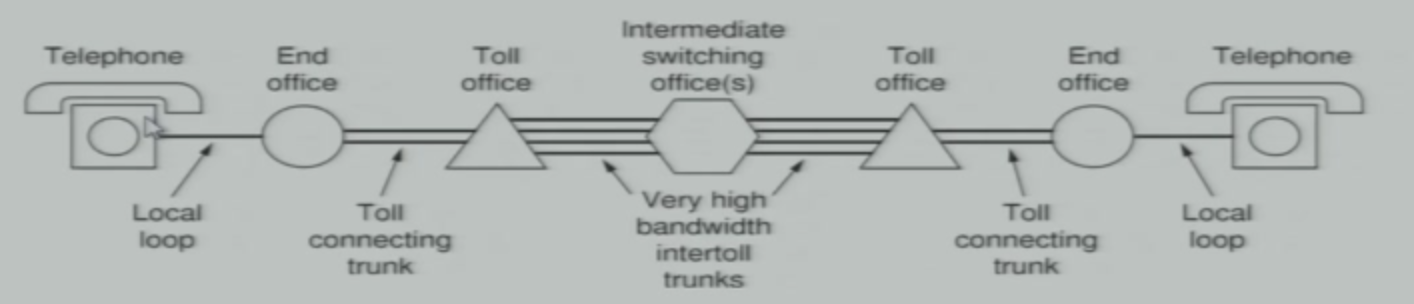 Telephone
End
office
Toll
office
Intermediate
switching
office(s)
Toll
office
End
office
Telephone
Local
loop
Toll
connecting
trunk
Very high
bandwidth
intertoll
trunks
Toll
connecting
trunk
Local
loop